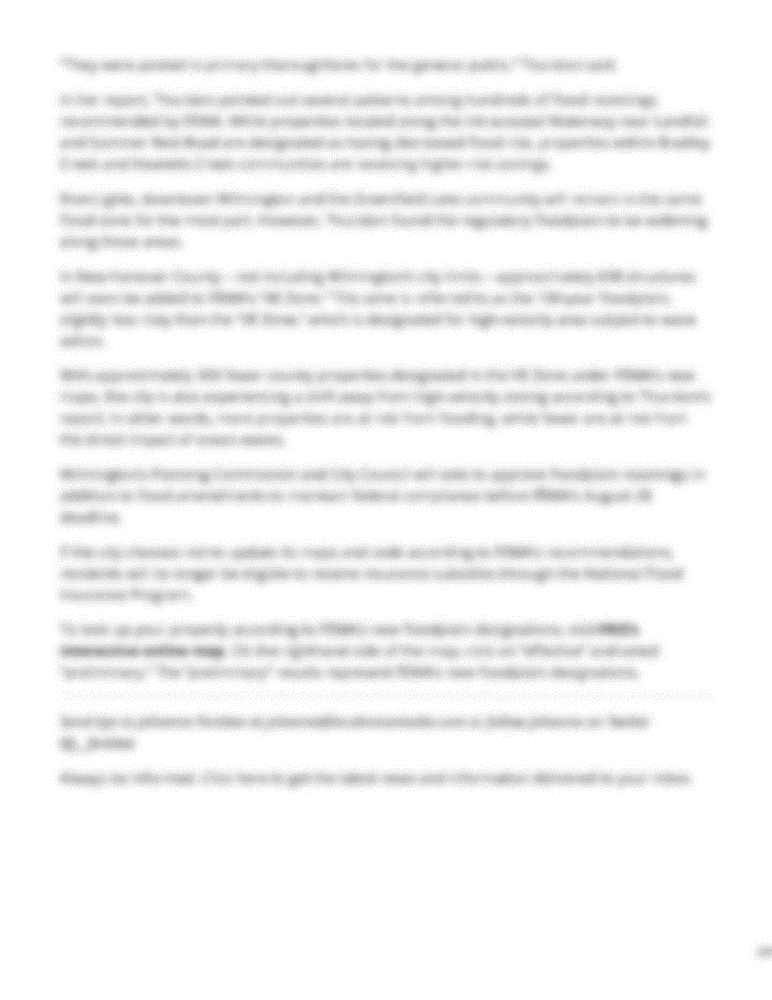 "They were posted in primary thoroughfares for the general public," Thurston said.
In her report, Thurston pointed out several patterns among hundreds of flood rezonings
recommended by FEMA. While properties located along the Intracoastal Waterway near Landfall
and Summer Rest Road are designated as having decreased flood risk, properties within Bradley
Creek and Hewletts Creek communities are receiving higher risk zonings.
RiverLights, downtown Wilmington and the Greenfield Lake community will remain in the same
flood zone for the most part. However, Thurston found the regulatory floodplain to be widening
along those areas.
In New Hanover County – not including Wilmington's city limits – approximately structures
will soon be added to FEMA's "AE Zone." This zone is referred to as the 100-year floodplain,
slightly less risky than the "VE Zone," which is designated for high-velocity area subject to wave
action.
With approximately fewer county properties designated in the VE Zone under FEMA's new
maps, the city is also experiencing a shift away from high-velocity zoning according to Thurston's
report. In other words, more properties are at risk from flooding, while fewer are at risk from
the direct impact of ocean waves.
Wilmington's Planning Commission and City Council will vote to approve floodplain rezonings in
addition to flood amendments to maintain federal compliance before FEMA's August 28
deadline.
If the city chooses not to update its maps and code according to FEMA's recommendations,
residents will no longer be eligible to receive insurance subsidies through the National Flood
Insurance Program.
To look up your property according to FEMA's new floodplain designations, visit
interactive online map. On the righthand side of the map, click on "effective" and select
"preliminary." The "preliminary" results represent FEMA's new floodplain designations.
Send tips to Johanna at or follow Johanna on Twitter
Always be informed. Click here to get the latest news and information delivered to your inbox